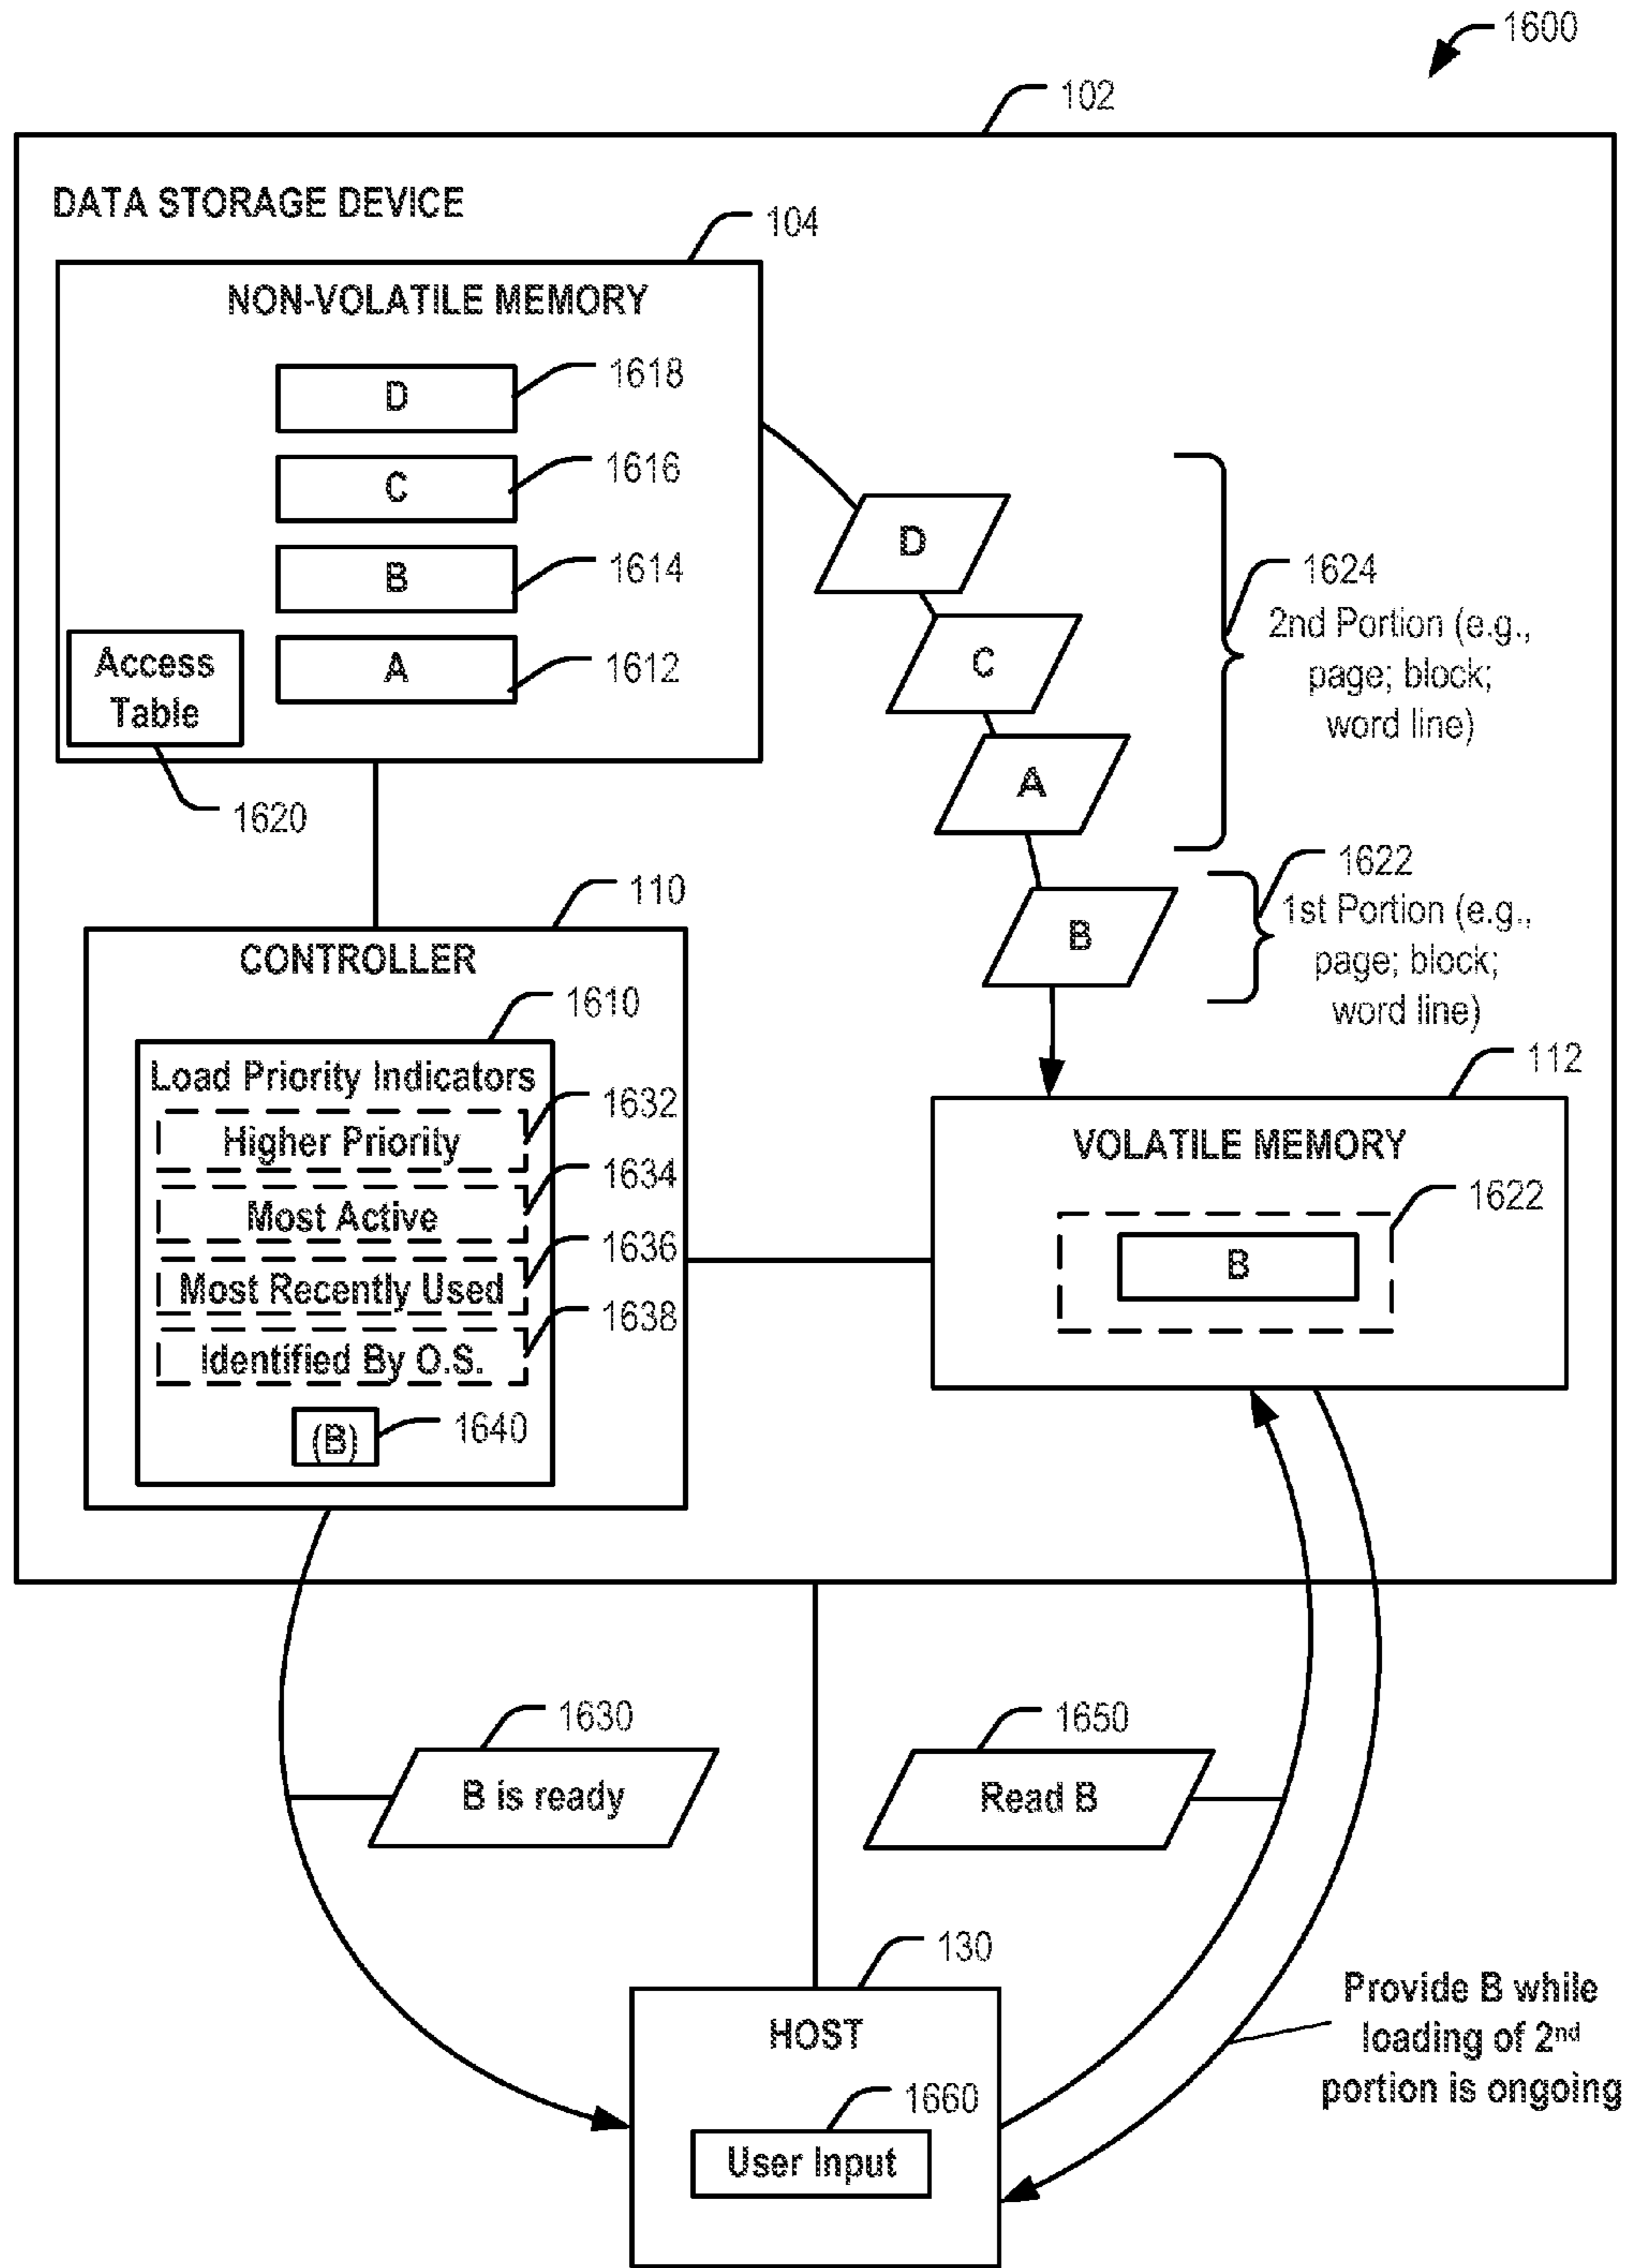 1600
102
DATA STORAGE DEVICE
104
NON-VOLATILE MEMORY
D
1618
C
1616
B
1614
A
1612
Access
Table
1620
D
C
A
B
1624
2nd Portion (e.g.,
page; block;
word line)
1622
1st Portion (e.g.,
page; block;
word line)
110
CONTROLLER
1610
Load Priority Indicators
1632
Higher Priority
1634
Most Active
1636
Most Recently Used
1638
Identified By O.S.
(B)
1640
112
VOLATILE MEMORY
1622
B
1630
B is ready
1650
Read B
130
HOST
1660
User Input
Provide B while
loading of 2nd
portion is ongoing